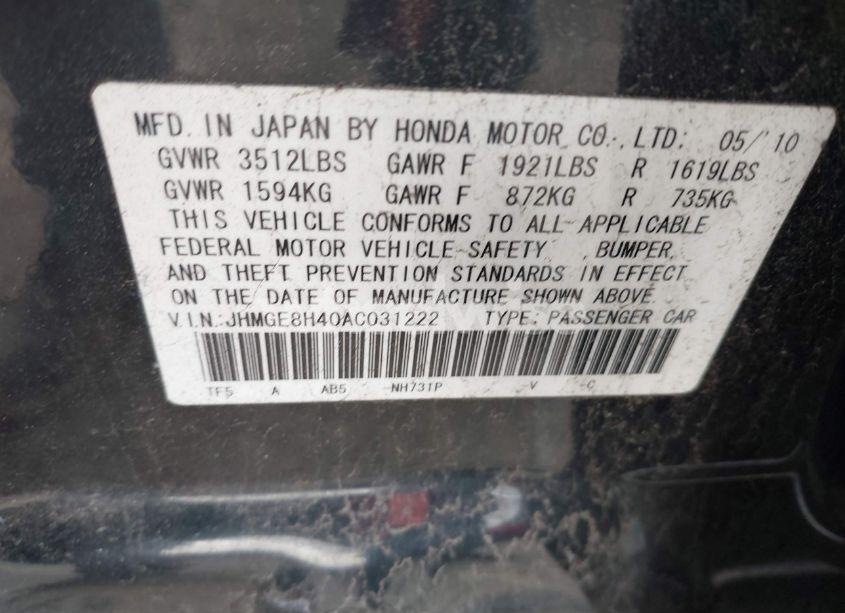 MFD. IN JAPAN BY HONDA MOTOR CO., LTD. 05/'10
GVWR 3512LBS GAWR F 1921LBS R 1619LBS
GVWR 1594KG GAWR F 872KG R 735KG
THIS VEHICLE CONFORMS TO ALL APPLICABLE
FEDERAL MOTOR VEHICLE SAFETY , BUMPER,
AND THEFT PREVENTION STANDARDS IN EFFECT
ON THE DATE OF MANUFACTURE SHOWN ABOVE.
V.I.N.: JHMGE8H40AC031222 TYPE: PASSENGER CAR
TF5 A AB5 NH731P V C